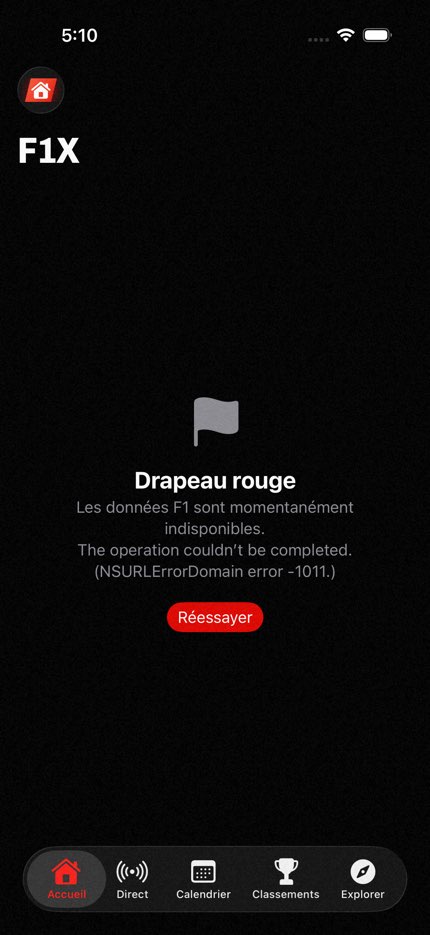 5:10
F1X
Drapeau rouge
Les données F1 sont momentanément
indisponibles.
The operation couldn’t be completed.
(NSURLErrorDomain error -1011.)
Réessayer
Accueil
Direct
Calendrier
Classements
Explorer